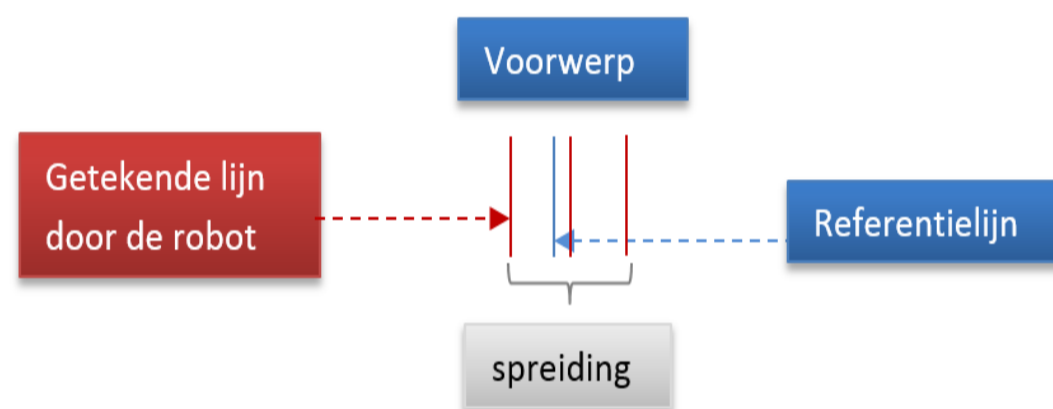 Voorwerp
Getekende lijn
door de robot
Referentielijn
spreiding